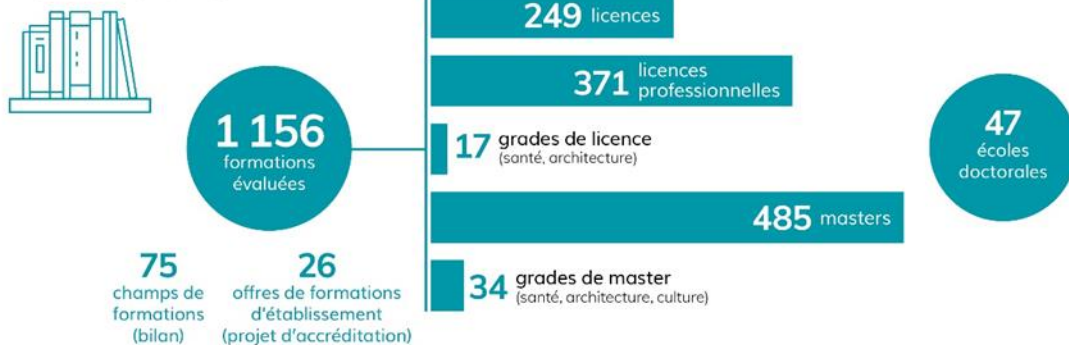 249 licences
371 licences
professionnelles
1 156
formations
évaluées
17 grades de licence
(santé, architecture)
47
écoles
doctorales
485 masters
75
champs de
formations
(bilan)
26
offres de formations
d'établissement
(projet d'accréditation)
34 grades de master
(santé, architecture, culture)